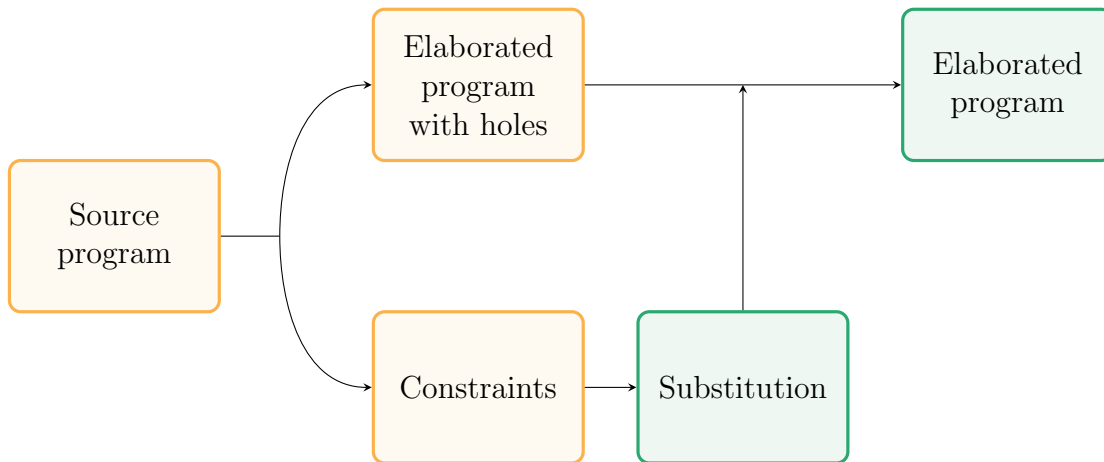 Elaborated
program
with holes
Elaborated
program
Source
program
Constraints
Substitution